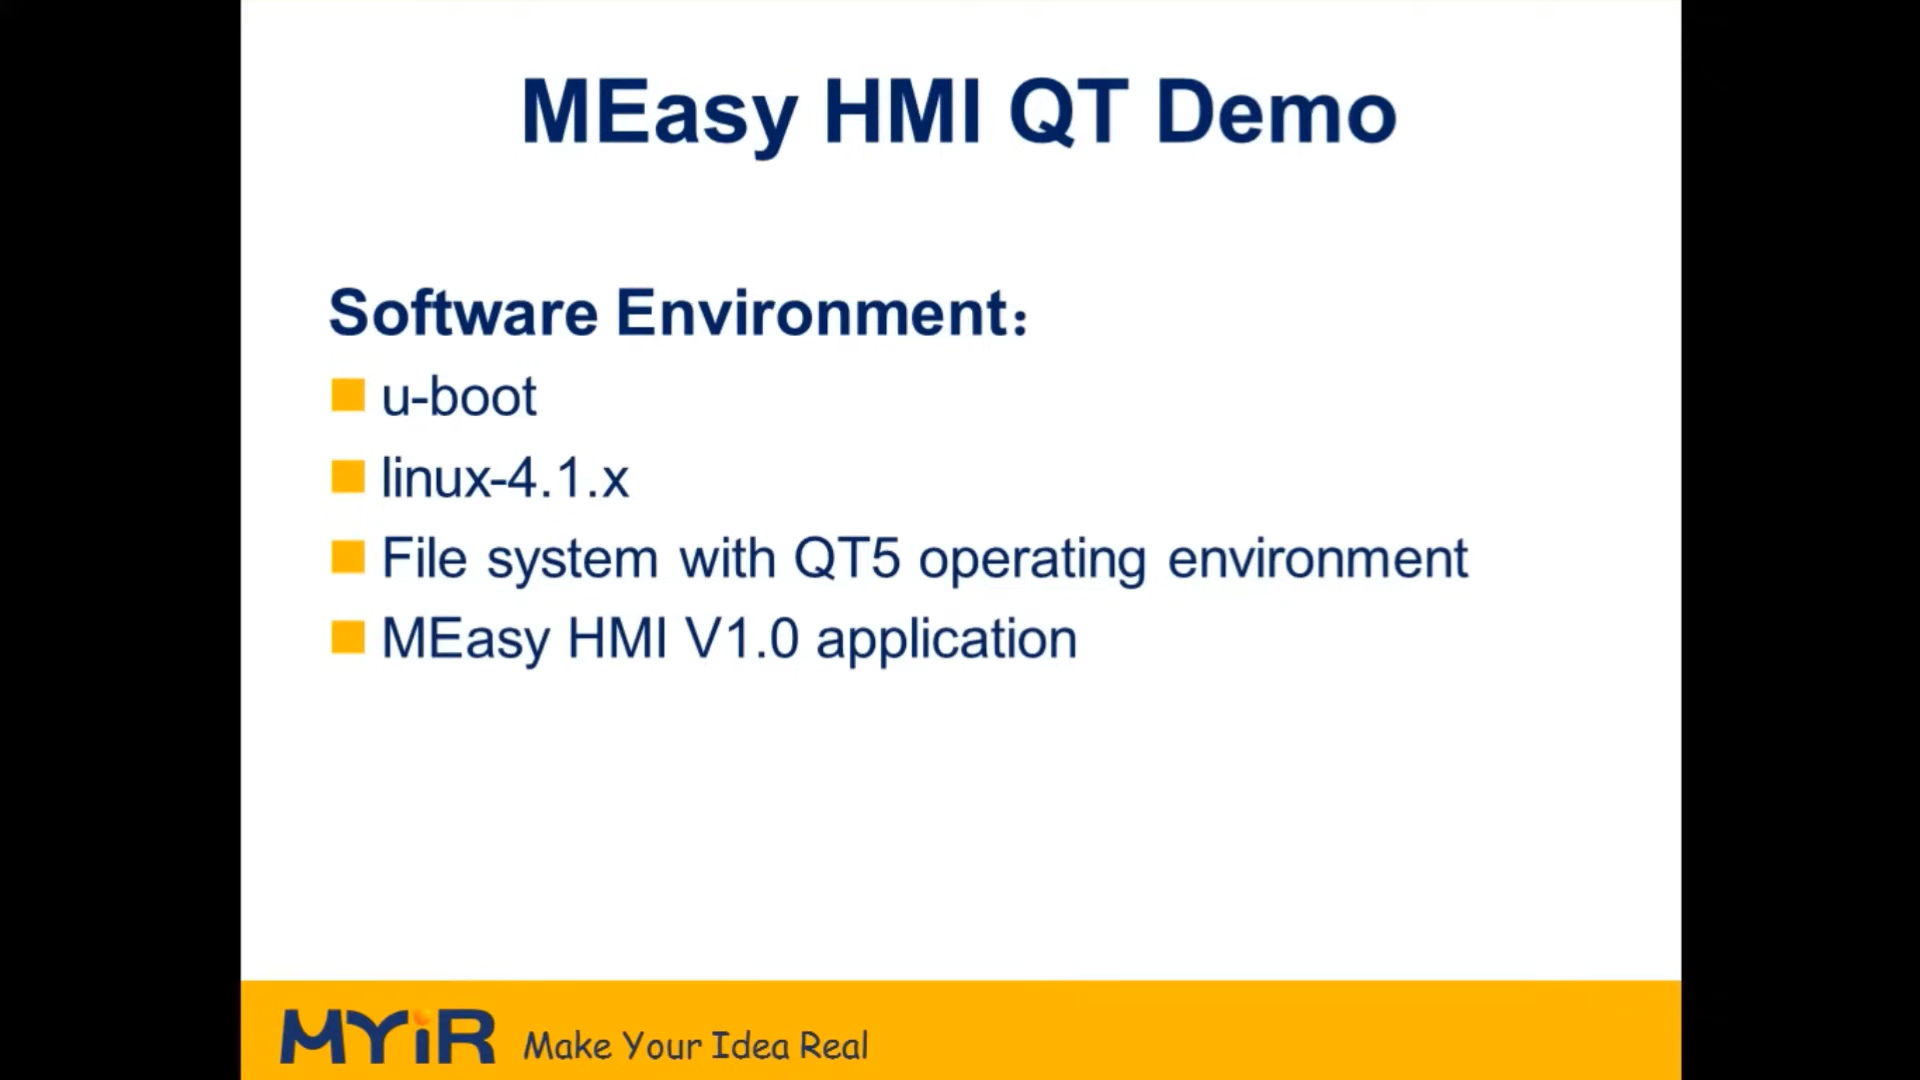 MEasy HMI QT Demo
Software Environment：
u-boot
linux-4.1.x
File system with QT5 operating environment
MEasy HMI V1.0 application
MYiR Make Your Idea Real